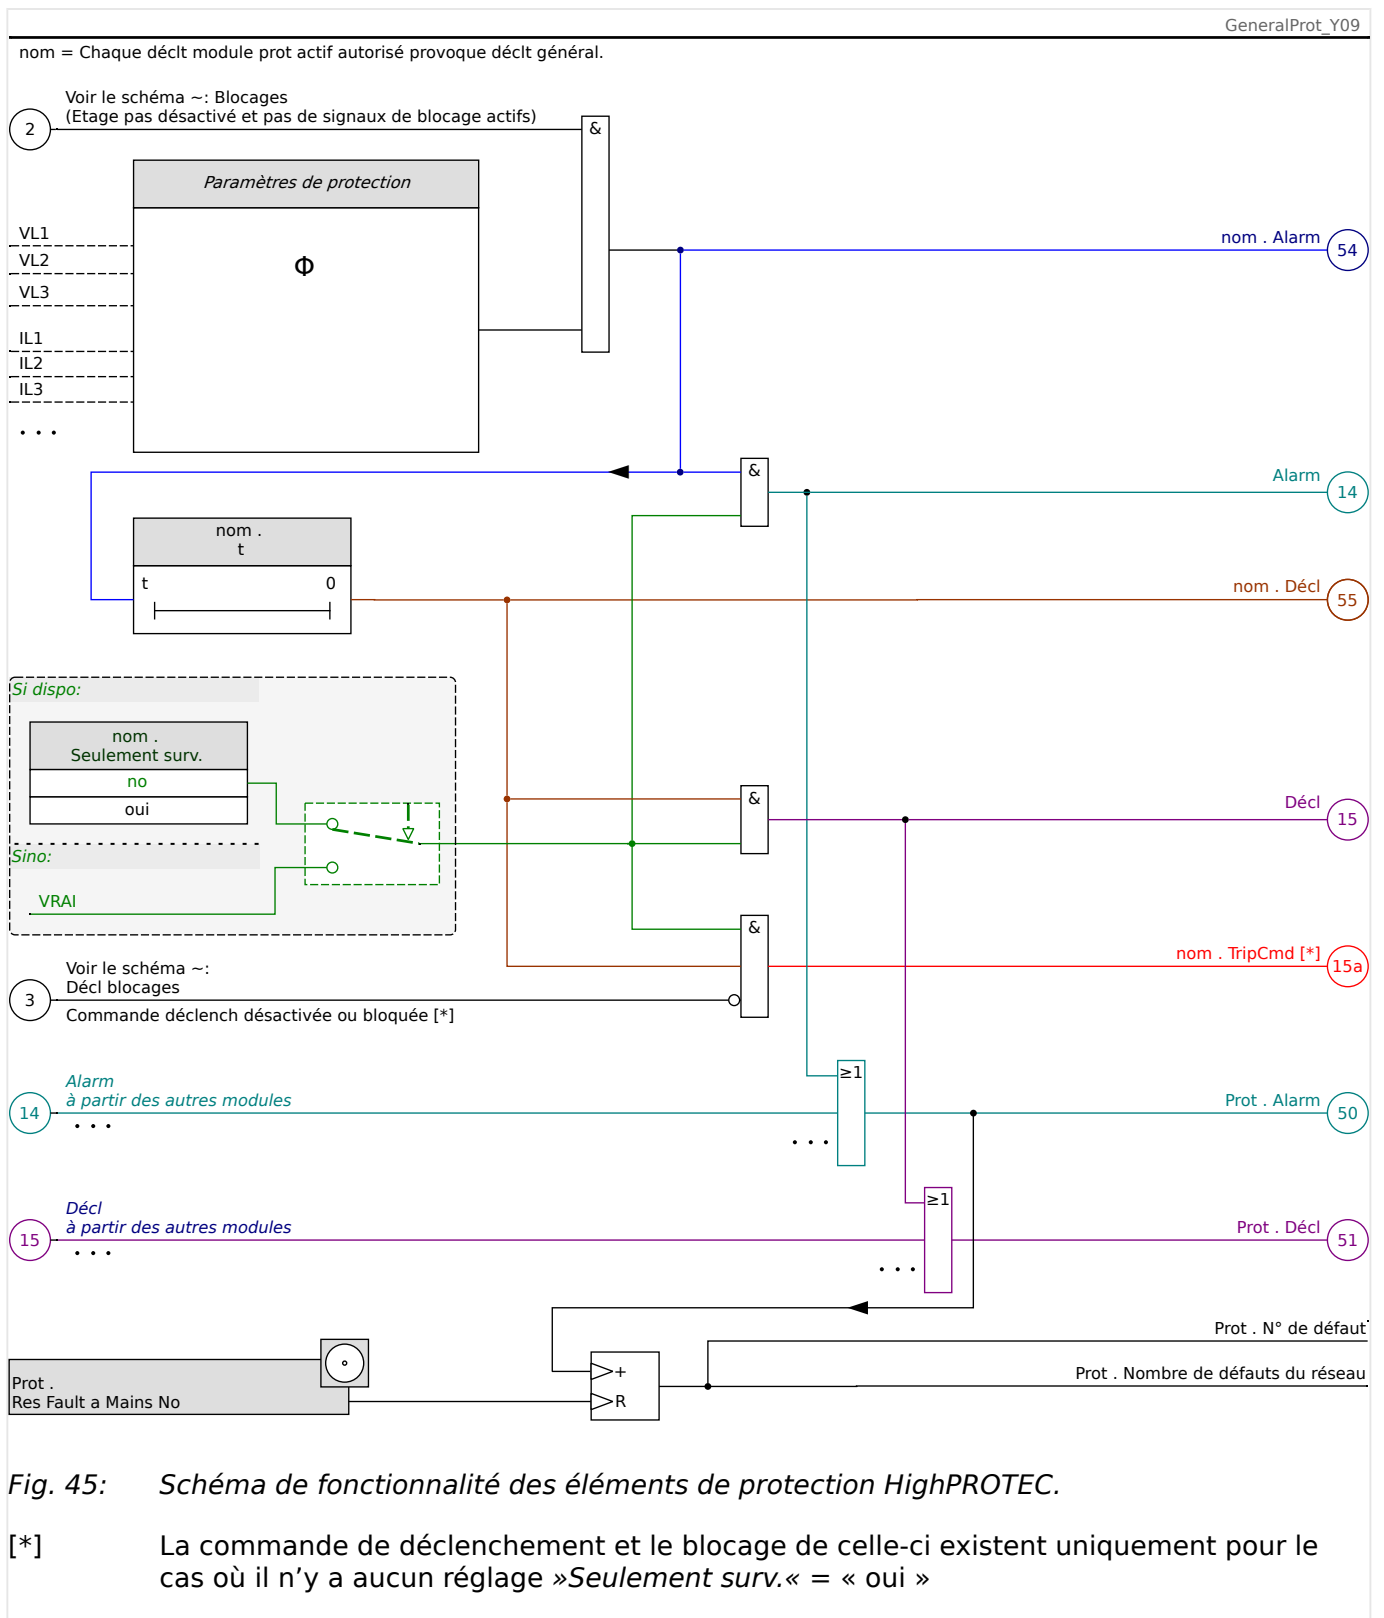 GeneralProt_Y09
nom = Chaque déclt module prot actif autorisé provoque déclt général.
Voir le schéma ~: Blocages
(Etage pas désactivé et pas de signaux de blocage actifs)
2
&
Paramètres de protection
Φ
VL1
VL2
VL3
IL1
IL2
IL3
. . .
nom . Alarm
54
&
Alarm
14
nom .
t
t 0
nom . Décl
55
Si dispo:
nom .
Seulement surv.
no
oui
Sino:
VRAI
&
Décl
15
&
nom . TripCmd [*]
15a
Voir le schéma ~:
Décl blocages
3
Commande déclench désactivée ou bloquée [*]
Alarm
à partir des autres modules
14
. . .
≥1
. . .
Prot . Alarm
50
Décl
à partir des autres modules
15
. . .
≥1
. . .
Prot . Décl
51
Prot .
Res Fault a Mains No
+
R
Prot . N° de défaut
Prot . Nombre de défauts du réseau
Fig. 45: Schéma de fonctionnalité des éléments de protection HighPROTEC.
[*] La commande de déclenchement et le blocage de celle-ci existent uniquement pour le
cas où il n’y a aucun réglage »Seulement surv.« = « oui »